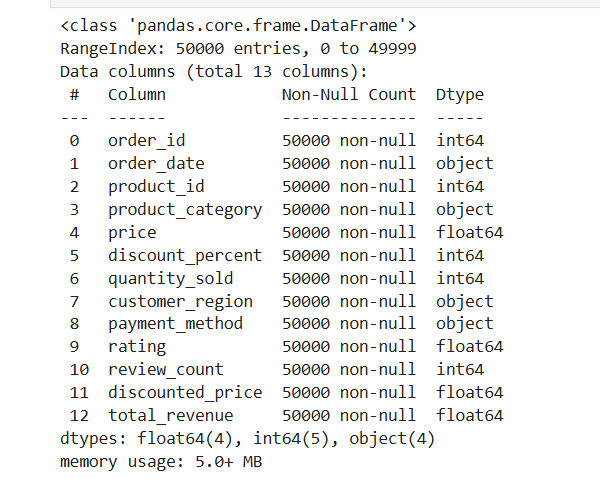 <class 'pandas.core.frame.DataFrame'>
RangeIndex: 50000 entries, 0 to 49999
Data columns (total 13 columns):
 #   Column            Non-Null Count  Dtype
---  ------            --------------  -----
 0   order_id          50000 non-null  int64
 1   order_date        50000 non-null  object
 2   product_id        50000 non-null  int64
 3   product_category  50000 non-null  object
 4   price             50000 non-null  float64
 5   discount_percent  50000 non-null  int64
 6   quantity_sold     50000 non-null  int64
 7   customer_region   50000 non-null  object
 8   payment_method    50000 non-null  object
 9   rating            50000 non-null  float64
 10  review_count      50000 non-null  int64
 11  discounted_price  50000 non-null  float64
 12  total_revenue     50000 non-null  float64
dtypes: float64(4), int64(5), object(4)
memory usage: 5.0+ MB